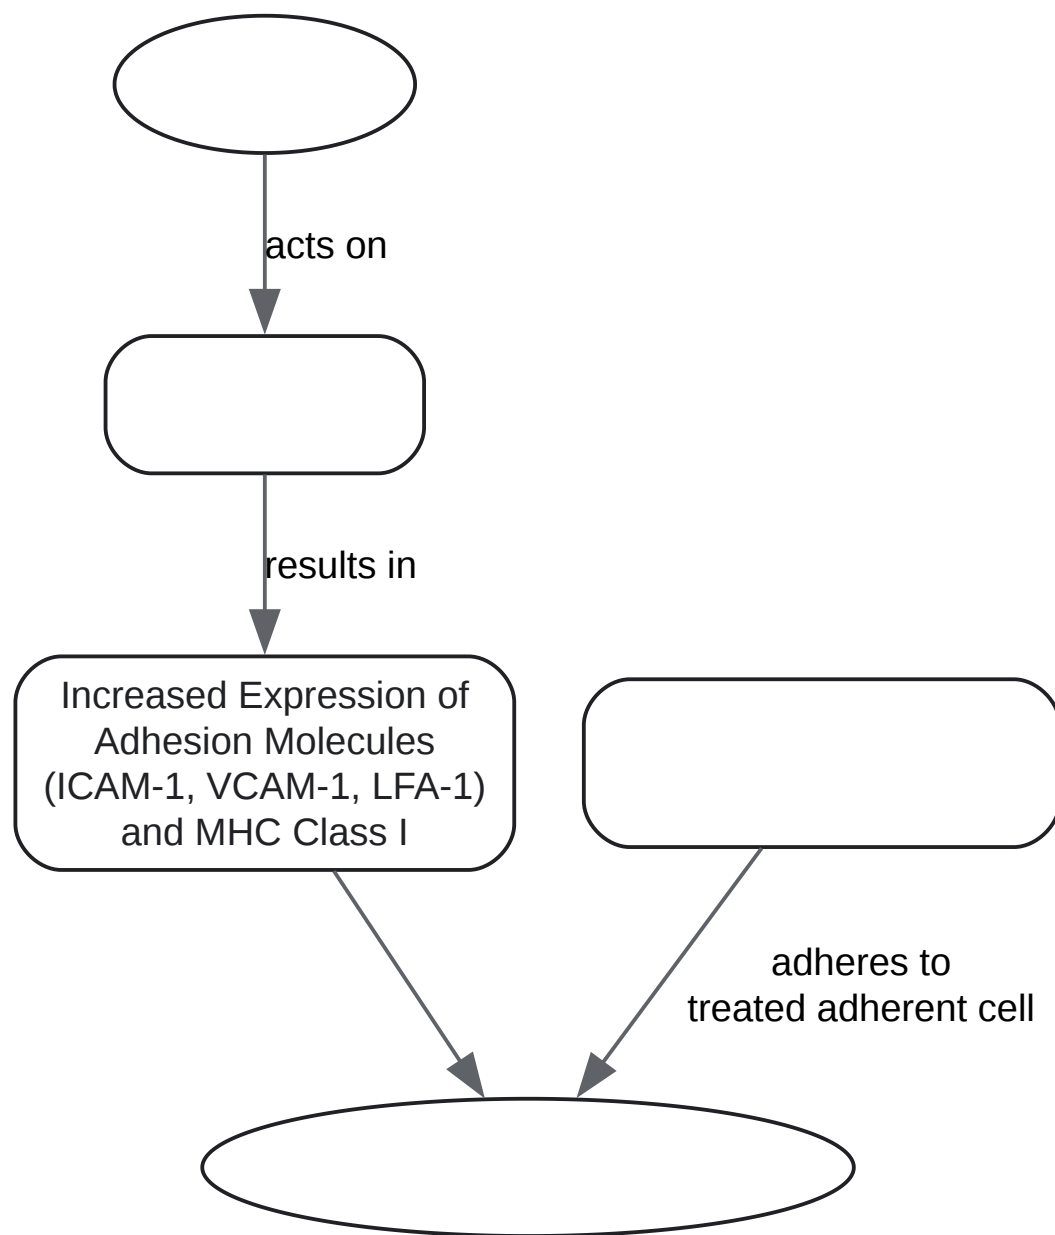 acts on
results in
Increased Expression of
Adhesion Molecules
(ICAM-1, VCAM-1, LFA-1)
and MHC Class I
adheres to
treated adherent cell